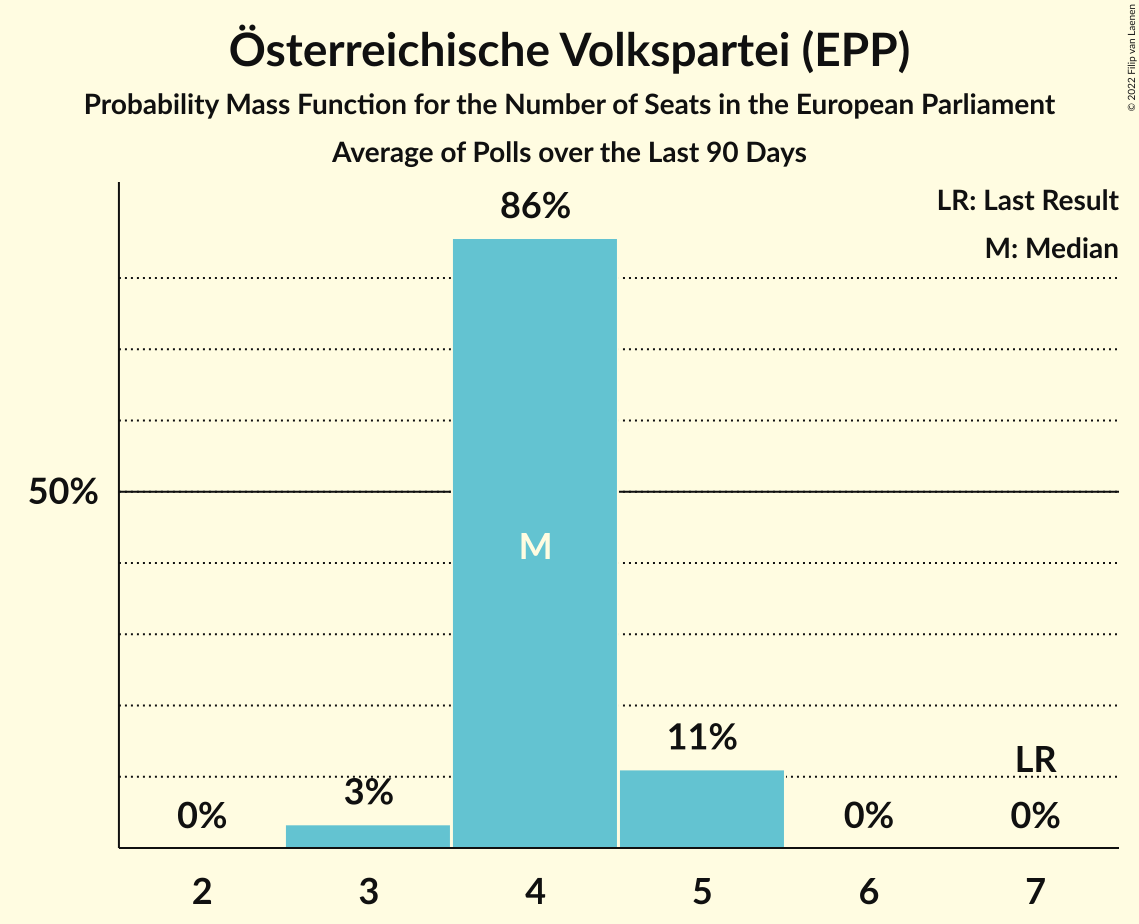 Österreichische Volkspartei (EPP)
Probability Mass Function for the Number of Seats in the European Parliament
Average of Polls over the Last 90 Days
© 2022 Filip van Laenen
LR: Last Result
M: Median
86%
50%
M
11%
LR
3%
0%
0%
0%
2 3 4 5 6 7